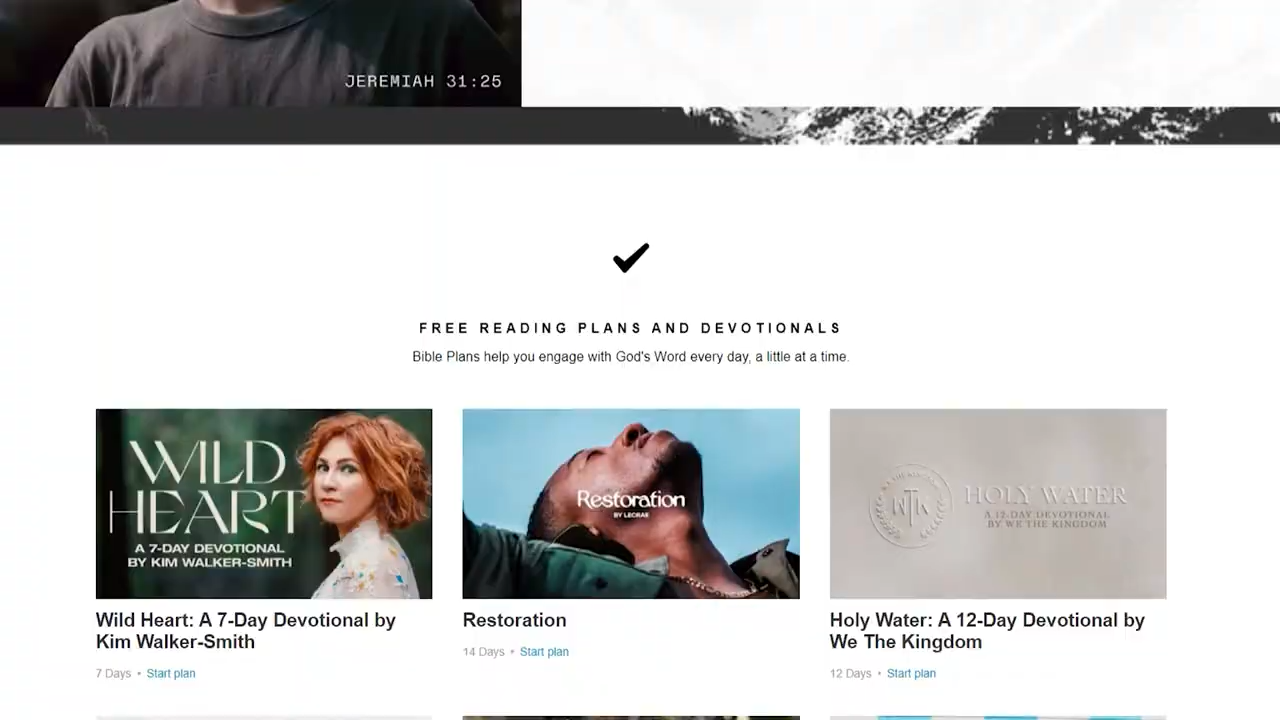 JEREMIAH 31:25
FREE READING PLANS AND DEVOTIONALS
Bible Plans help you engage with God's Word every day, a little at a time.
WILD
HEART
A 7-DAY DEVOTIONAL
BY KIM WALKER-SMITH
Restoration
BY LECRAE
WTK
HOLY WATER
A 12-DAY DEVOTIONAL
BY WE THE KINGDOM
Wild Heart: A 7-Day Devotional by
Kim Walker-Smith
7 Days • Start plan
Restoration
14 Days • Start plan
Holy Water: A 12-Day Devotional by
We The Kingdom
12 Days • Start plan